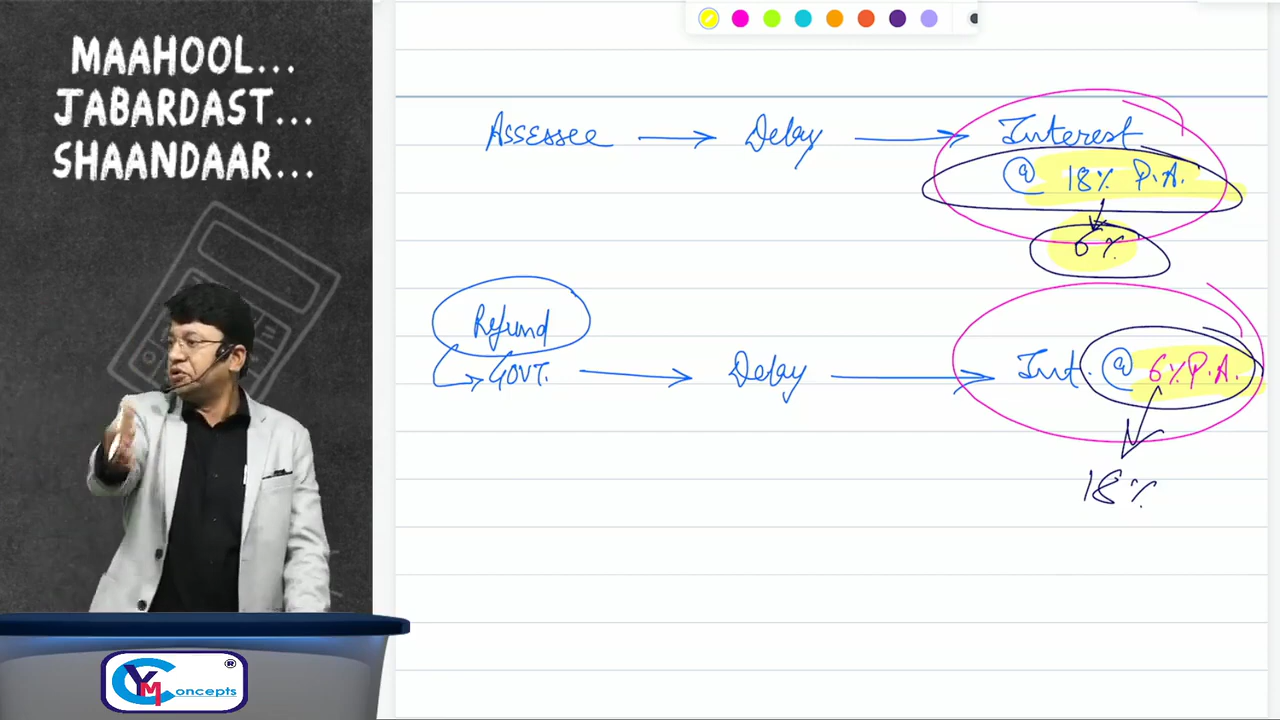 MAAHOOL...
JABARDAST...
SHAANDAAR...
Assessee → Delay → Interest
@ 18% P.A.
6%
Refund
GOVT. → Delay → Int. @ 6% P.A.
18%
YM Concepts ®